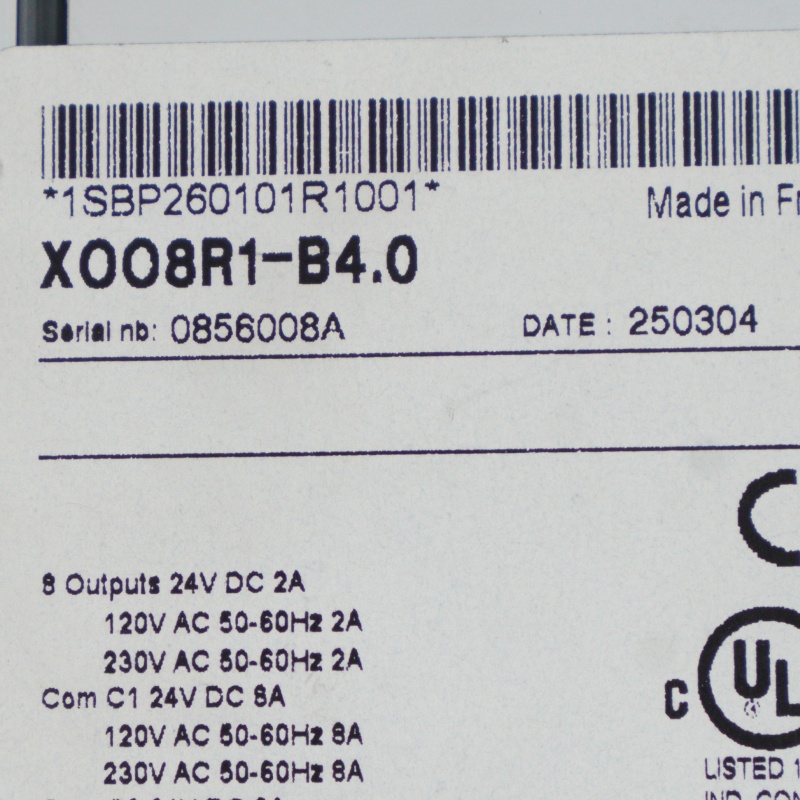 *1SBP260101R1001*
Made in
XO08R1-B4.0
Serial nb: 0856008A
DATE : 250304
8 Outputs 24V DC 2A
120V AC 50-60Hz 2A
230V AC 50-60Hz 2A
Com C1 24V DC 8A
120V AC 50-60Hz 8A
230V AC 50-60Hz 8A
C UL
LISTED
IND. CON